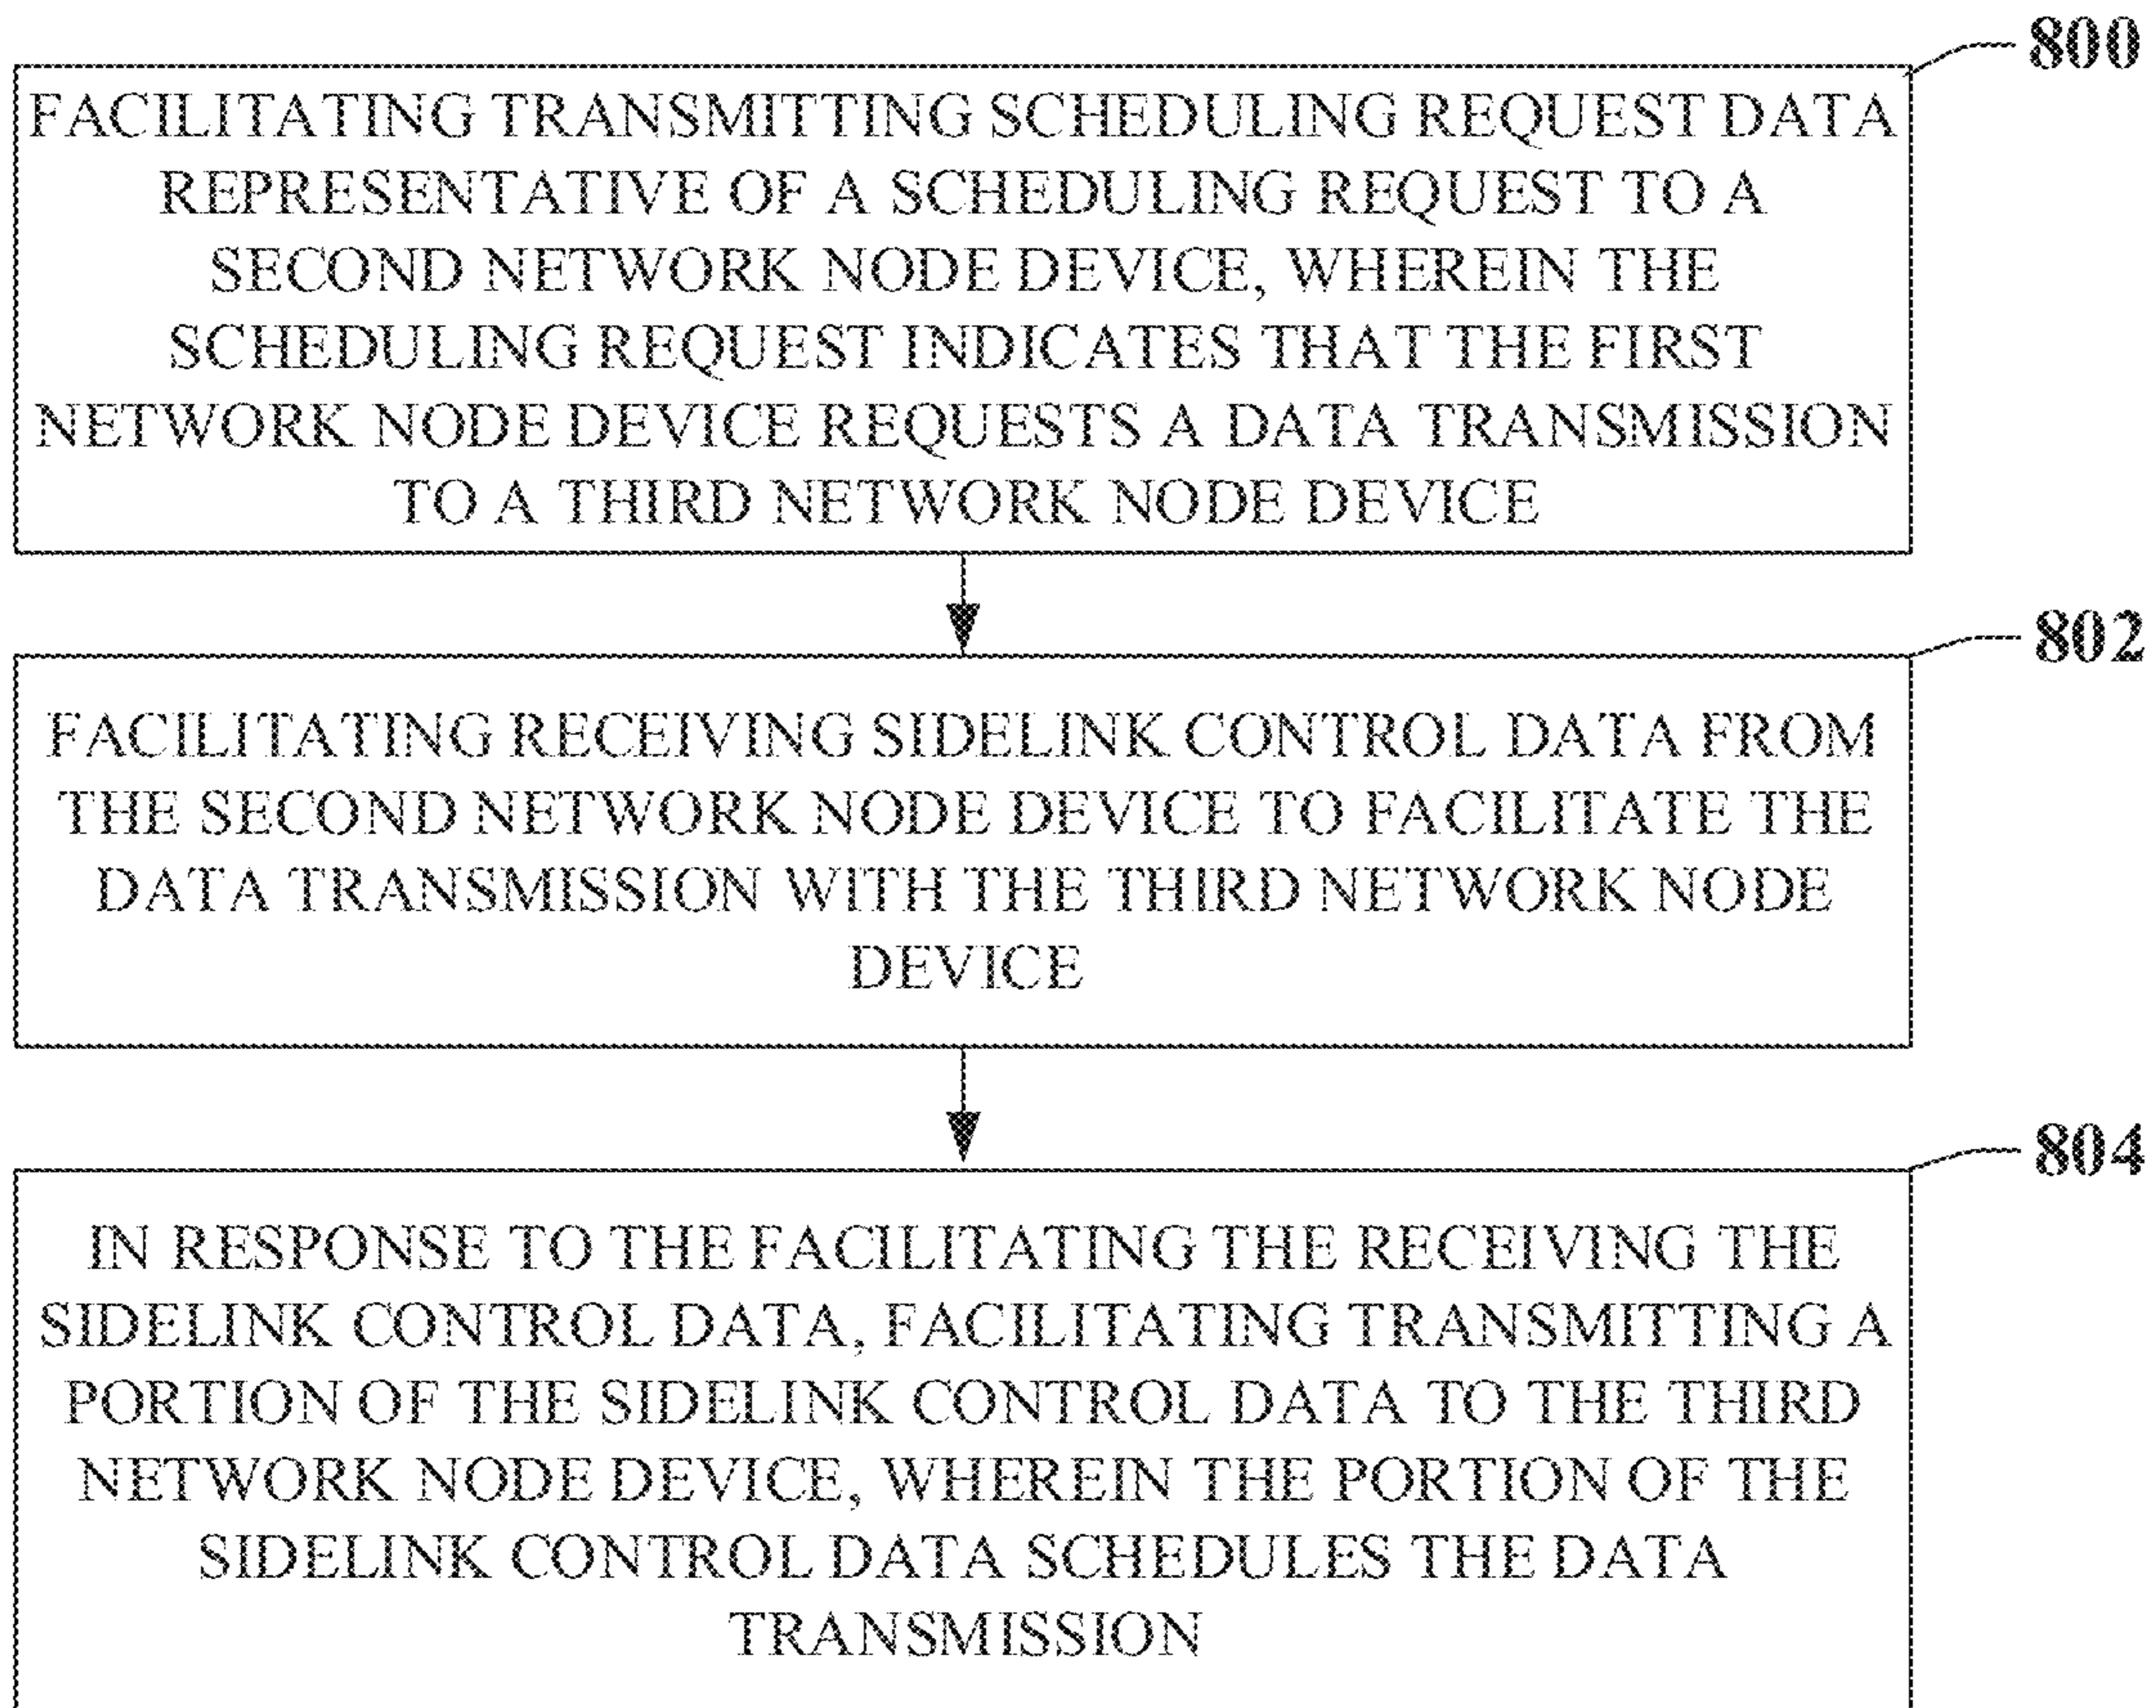 800
FACILITATING TRANSMITTING SCHEDULING REQUEST DATA
REPRESENTATIVE OF A SCHEDULING REQUEST TO A
SECOND NETWORK NODE DEVICE, WHEREIN THE
SCHEDULING REQUEST INDICATES THAT THE FIRST
NETWORK NODE DEVICE REQUESTS A DATA TRANSMISSION
TO A THIRD NETWORK NODE DEVICE
802
FACILITATING RECEIVING SIDELINK CONTROL DATA FROM
THE SECOND NETWORK NODE DEVICE TO FACILITATE THE
DATA TRANSMISSION WITH THE THIRD NETWORK NODE
DEVICE
804
IN RESPONSE TO THE FACILITATING THE RECEIVING THE
SIDELINK CONTROL DATA, FACILITATING TRANSMITTING A
PORTION OF THE SIDELINK CONTROL DATA TO THE THIRD
NETWORK NODE DEVICE, WHEREIN THE PORTION OF THE
SIDELINK CONTROL DATA SCHEDULES THE DATA
TRANSMISSION